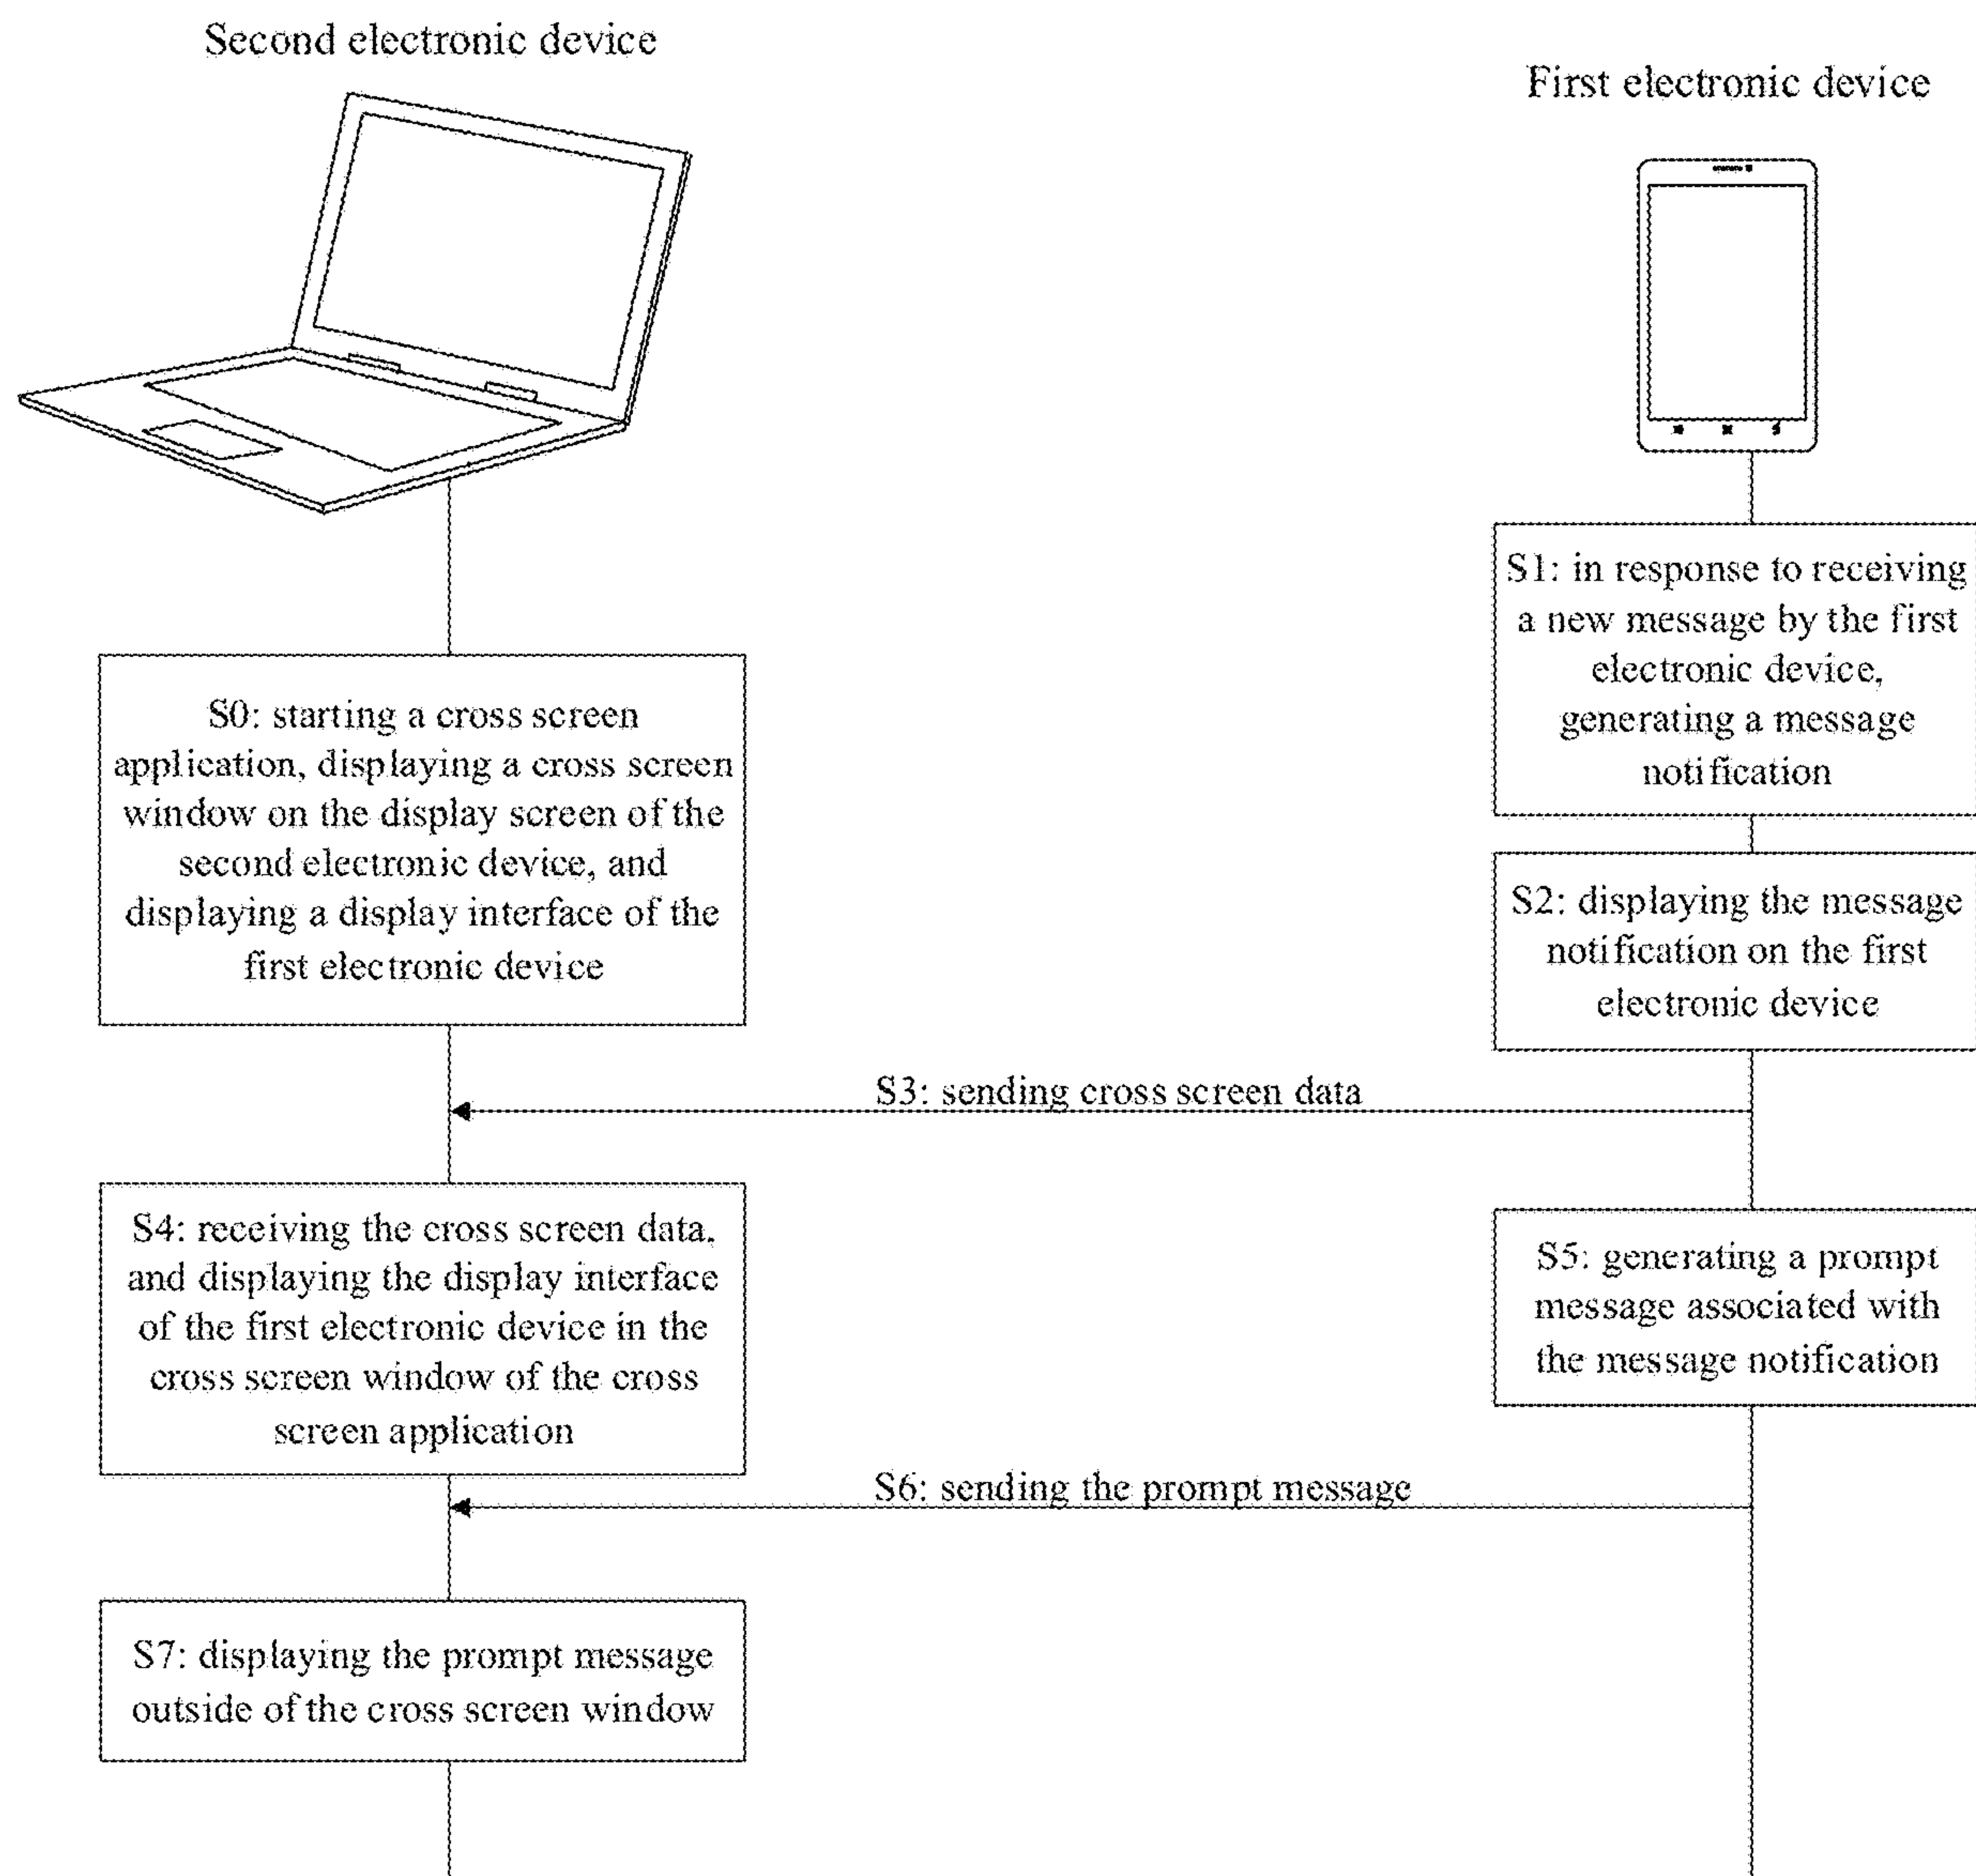 Second electronic device
First electronic device
S1: in response to receiving
a new message by the first
electronic device,
generating a message
notification
S0: starting a cross screen
application, displaying a cross screen
window on the display screen of the
second electronic device, and
displaying a display interface of the
first electronic device
S2: displaying the message
notification on the first
electronic device
S3: sending cross screen data
S4: receiving the cross screen data,
and displaying the display interface
of the first electronic device in the
cross screen window of the cross
screen application
S5: generating a prompt
message associated with
the message notification
S6: sending the prompt message
S7: displaying the prompt message
outside of the cross screen window